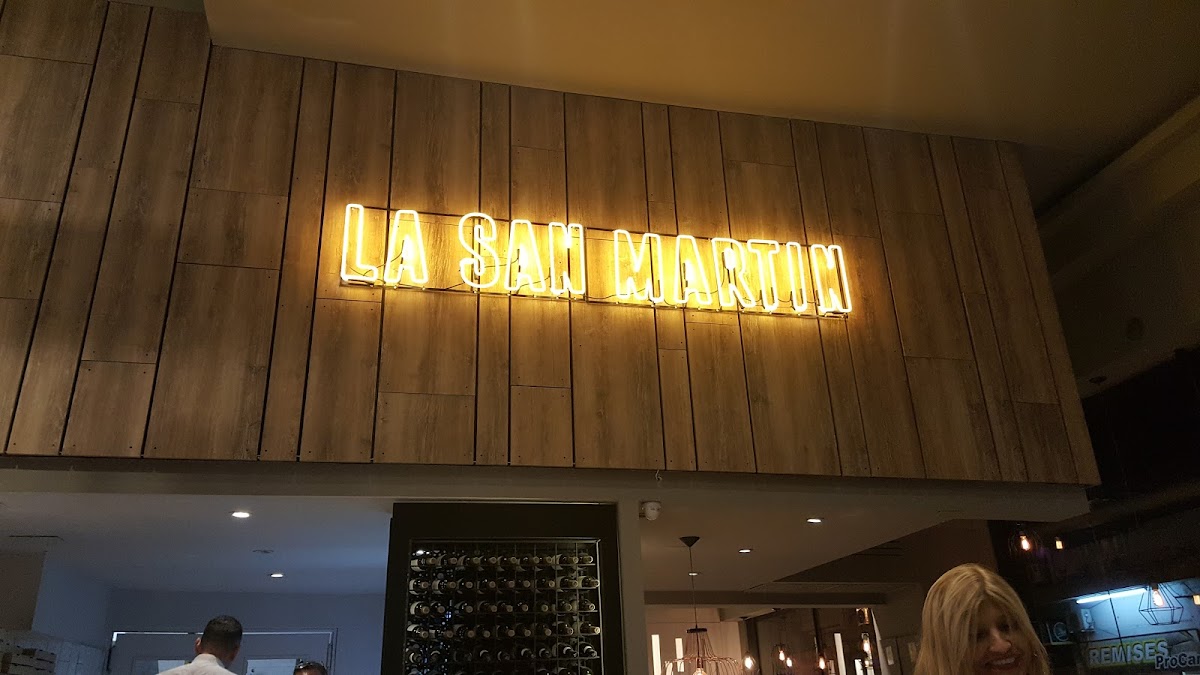 LA SAN MARTIN
REMISES
ProCar